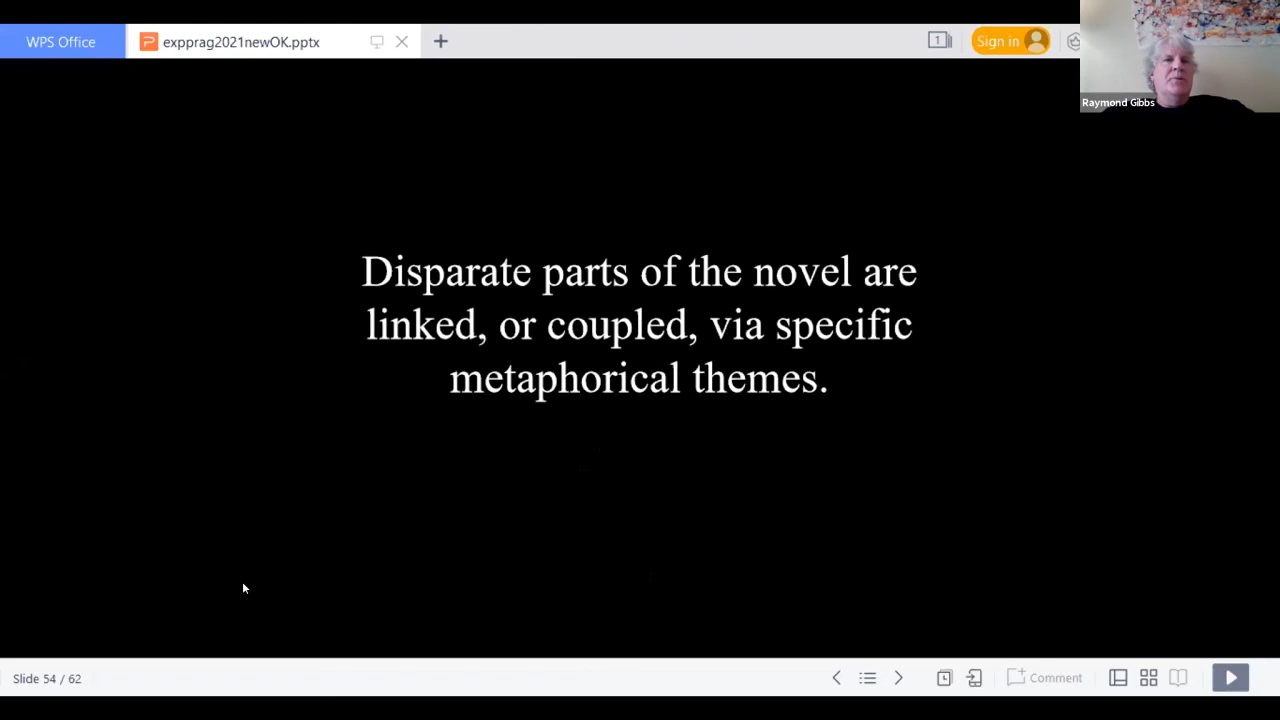 WPS Office
expprag2021newOK.pptx
1
Sign in
Raymond Gibbs
Disparate parts of the novel are
linked, or coupled, via specific
metaphorical themes.
Slide 54 / 62
Comment